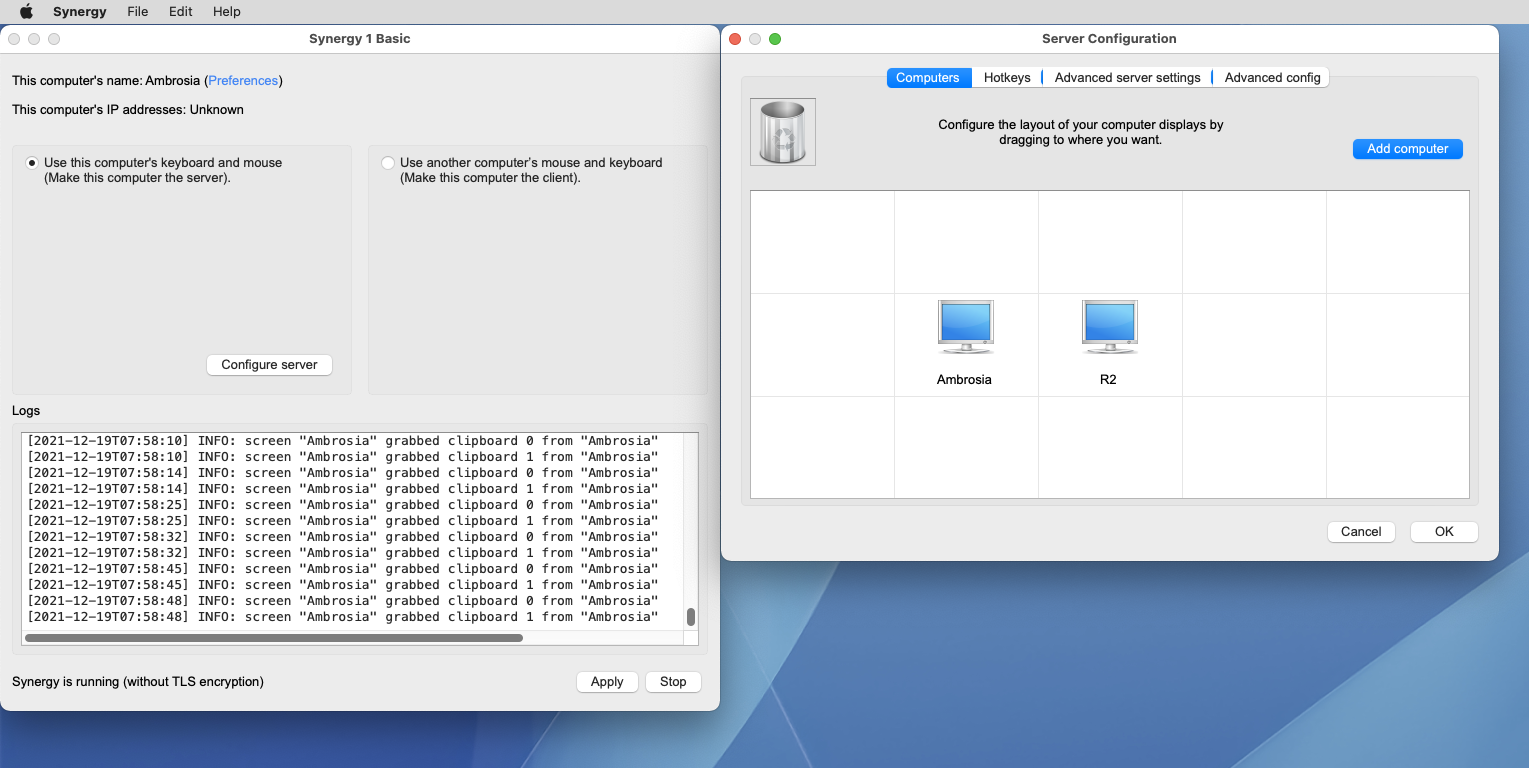 Synergy File Edit Help
Synergy 1 Basic
This computer's name: Ambrosia (Preferences)
This computer's IP addresses: Unknown
Use this computer's keyboard and mouse
(Make this computer the server).
Use another computer's mouse and keyboard
(Make this computer the client).
Configure server
Logs
[2021-12-19T07:58:10] INFO: screen "Ambrosia" grabbed clipboard 0 from "Ambrosia"
[2021-12-19T07:58:10] INFO: screen "Ambrosia" grabbed clipboard 1 from "Ambrosia"
[2021-12-19T07:58:14] INFO: screen "Ambrosia" grabbed clipboard 0 from "Ambrosia"
[2021-12-19T07:58:14] INFO: screen "Ambrosia" grabbed clipboard 1 from "Ambrosia"
[2021-12-19T07:58:25] INFO: screen "Ambrosia" grabbed clipboard 0 from "Ambrosia"
[2021-12-19T07:58:25] INFO: screen "Ambrosia" grabbed clipboard 1 from "Ambrosia"
[2021-12-19T07:58:32] INFO: screen "Ambrosia" grabbed clipboard 0 from "Ambrosia"
[2021-12-19T07:58:32] INFO: screen "Ambrosia" grabbed clipboard 1 from "Ambrosia"
[2021-12-19T07:58:45] INFO: screen "Ambrosia" grabbed clipboard 0 from "Ambrosia"
[2021-12-19T07:58:45] INFO: screen "Ambrosia" grabbed clipboard 1 from "Ambrosia"
[2021-12-19T07:58:48] INFO: screen "Ambrosia" grabbed clipboard 0 from "Ambrosia"
[2021-12-19T07:58:48] INFO: screen "Ambrosia" grabbed clipboard 1 from "Ambrosia"
Synergy is running (without TLS encryption)
Apply Stop
Server Configuration
Computers Hotkeys Advanced server settings Advanced config
Configure the layout of your computer displays by
dragging to where you want.
Add computer
Ambrosia R2
Cancel OK